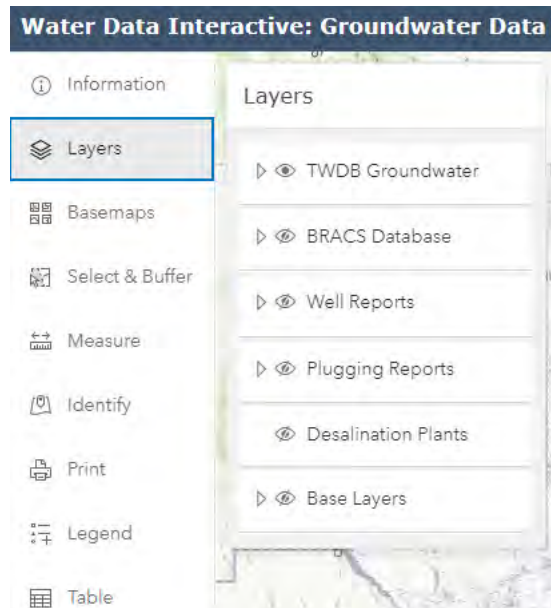 Water Data Interactive: Groundwater Data
Information
Layers
Basemaps
Select & Buffer
Measure
Identify
Print
Legend
Table
Layers
TWDB Groundwater
BRACS Database
Well Reports
Plugging Reports
Desalination Plants
Base Layers